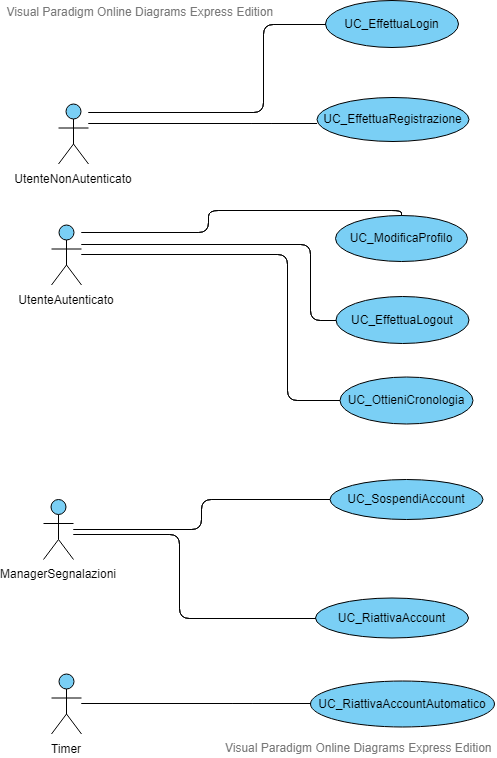 Visual Paradigm Online Diagrams Express Edition
UC_EffettuaLogin
UC_EffettuaRegistrazione
UtenteNonAutenticato
UC_ModificaProfilo
UtenteAutenticato
UC_EffettuaLogout
UC_OttieniCronologia
UC_SospendiAccount
ManagerSegnalazioni
UC_RiattivaAccount
UC_RiattivaAccountAutomatico
Timer
Visual Paradigm Online Diagrams Express Edition